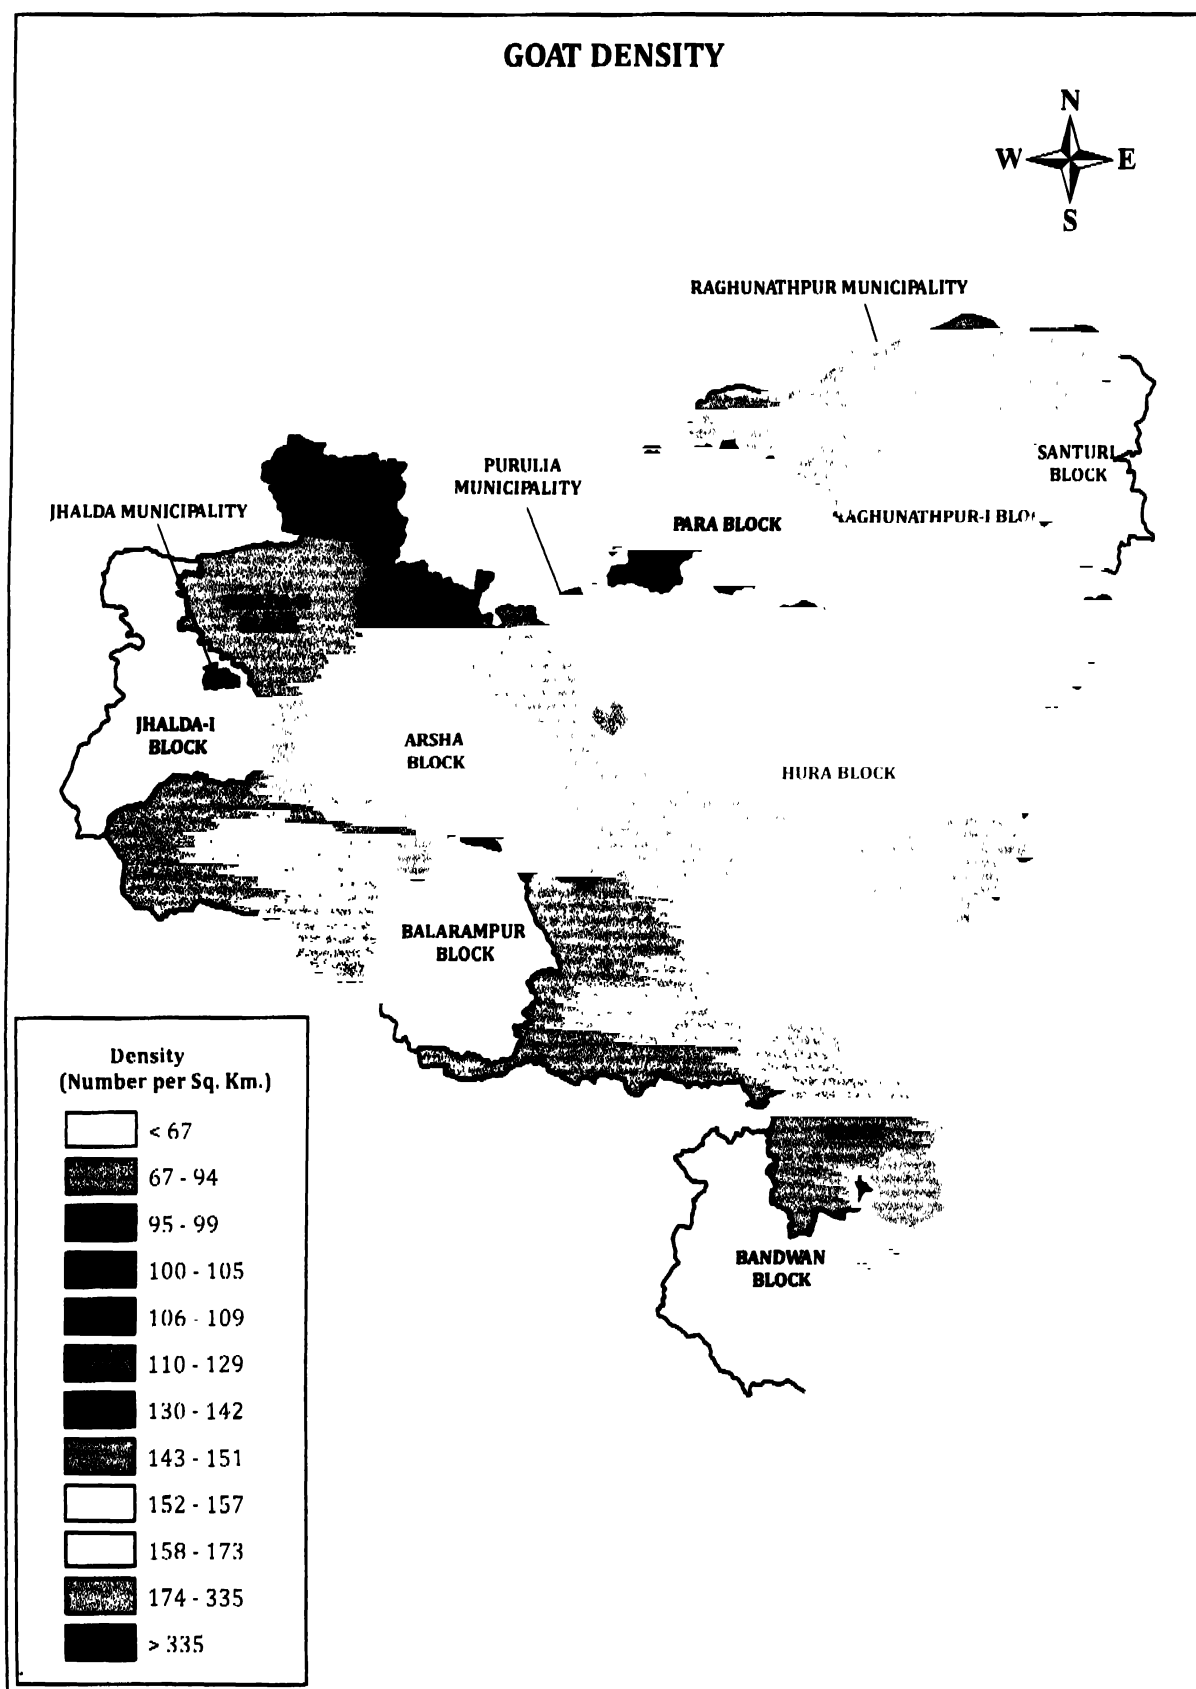 GOAT DENSITY
N
W E
S
RAGHUNATHPUR MUNICIPALITY
SANTURI
BLOCK
PURULIA
MUNICIPALITY
JHALDA MUNICIPALITY
PARA BLOCK
RAGHUNATHPUR-I BLOC
JHALDA-I
BLOCK
ARSHA
BLOCK
HURA BLOCK
BALARAMPUR
BLOCK
BANDWAN
BLOCK
Density
(Number per Sq. Km.)
< 67
67 - 94
95 - 99
100 - 105
106 - 109
110 - 129
130 - 142
143 - 151
152 - 157
158 - 173
174 - 335
> 335